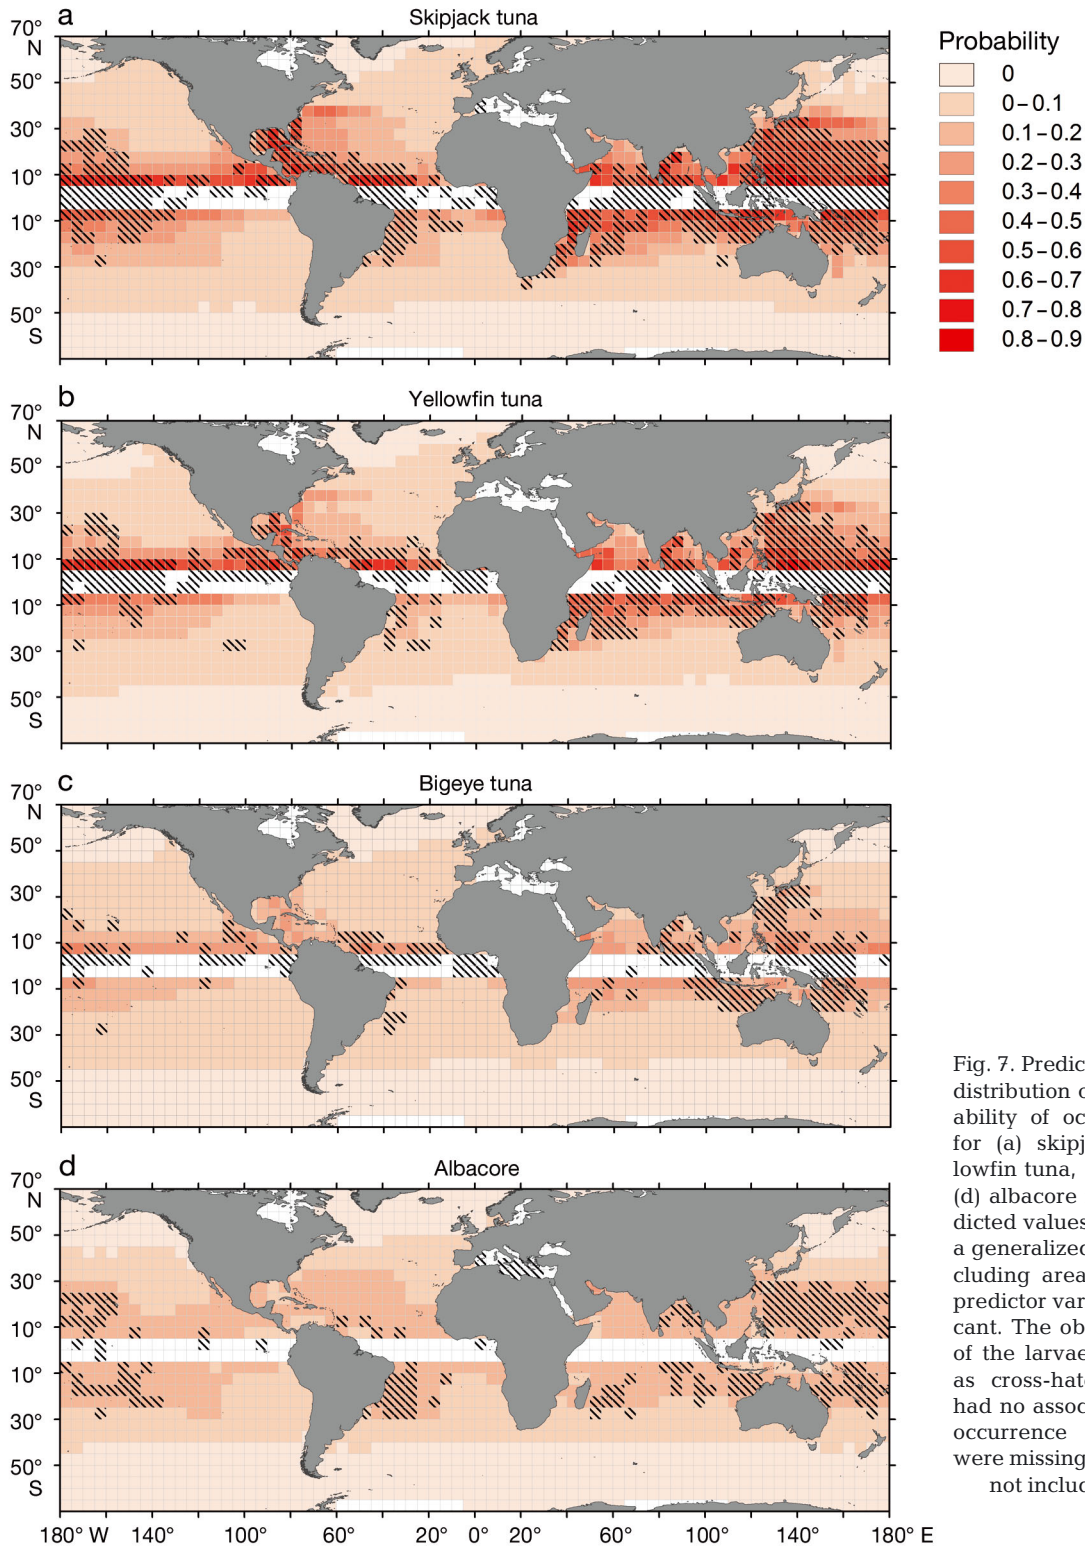 a
Skipjack tuna
70°
N
50°
30°
10°
10°
30°
50°
S
Probability
0
0–0.1
0.1–0.2
0.2–0.3
0.3–0.4
0.4–0.5
0.5–0.6
0.6–0.7
0.7–0.8
0.8–0.9
b
Yellowfin tuna
70°
N
50°
30°
10°
10°
30°
50°
S
c
Bigeye tuna
70°
N
50°
30°
10°
10°
30°
50°
S
d
Albacore
70°
N
50°
30°
10°
10°
30°
50°
S
180° W 140° 100° 60° 20° 0° 20° 60° 100° 140° 180° E
Fig. 7. Predic
distribution o
ability of oc
for (a) skipj
lowfin tuna,
(d) albacore
dicted values
a generalized
cluding area
predictor var
cant. The ob
of the larvae
as cross-hat
had no assoc
occurrence
were missing
not includ